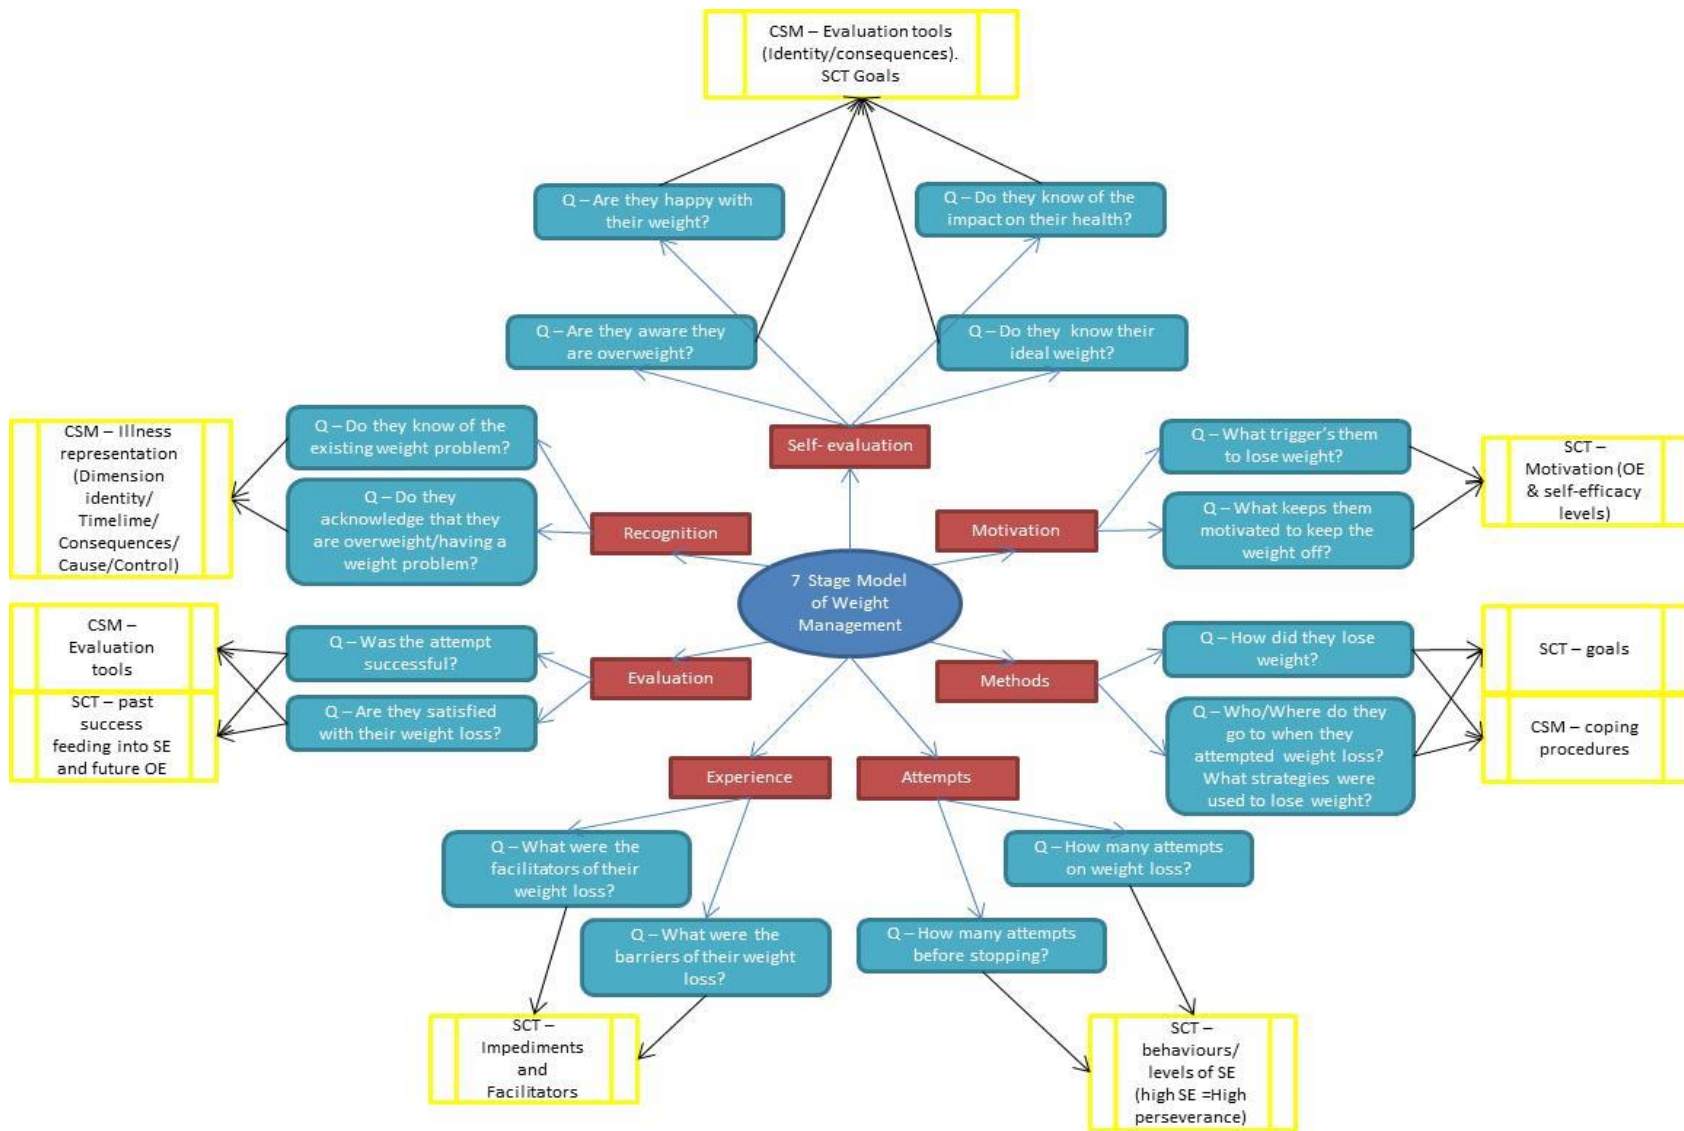 CSM – Evaluation tools
(Identity/consequences).
SCT Goals
Q – Are they happy with
their weight?
Q – Do they know of the
impact on their health?
Q – Are they aware they
are overweight?
Q – Do they know their
ideal weight?
CSM – Illness
representation
(Dimension
identity/
Timelime/
Consequences/
Cause/Control)
Q – Do they know of the
existing weight problem?
Q – Do they
acknowledge that they
are overweight/having a
weight problem?
Recognition
Self- evaluation
Motivation
Q – What trigger's them
to lose weight?
Q – What keeps them
motivated to keep the
weight off?
SCT –
Motivation (OE
& self-efficacy
levels)
7 Stage Model
of Weight
Management
CSM –
Evaluation
tools
SCT – past
success
feeding into SE
and future OE
Q – Was the attempt
successful?
Q – Are they satisfied
with their weight loss?
Evaluation
Methods
Q – How did they lose
weight?
Q – Who/Where do they
go to when they
attempted weight loss?
What strategies were
used to lose weight?
SCT – goals
CSM – coping
procedures
Experience
Attempts
Q – What were the
facilitators of their
weight loss?
Q – What were the
barriers of their weight
loss?
Q – How many attempts
on weight loss?
Q – How many attempts
before stopping?
SCT –
Impediments
and
Facilitators
SCT –
behaviours/
levels of SE
(high SE =High
perseverance)